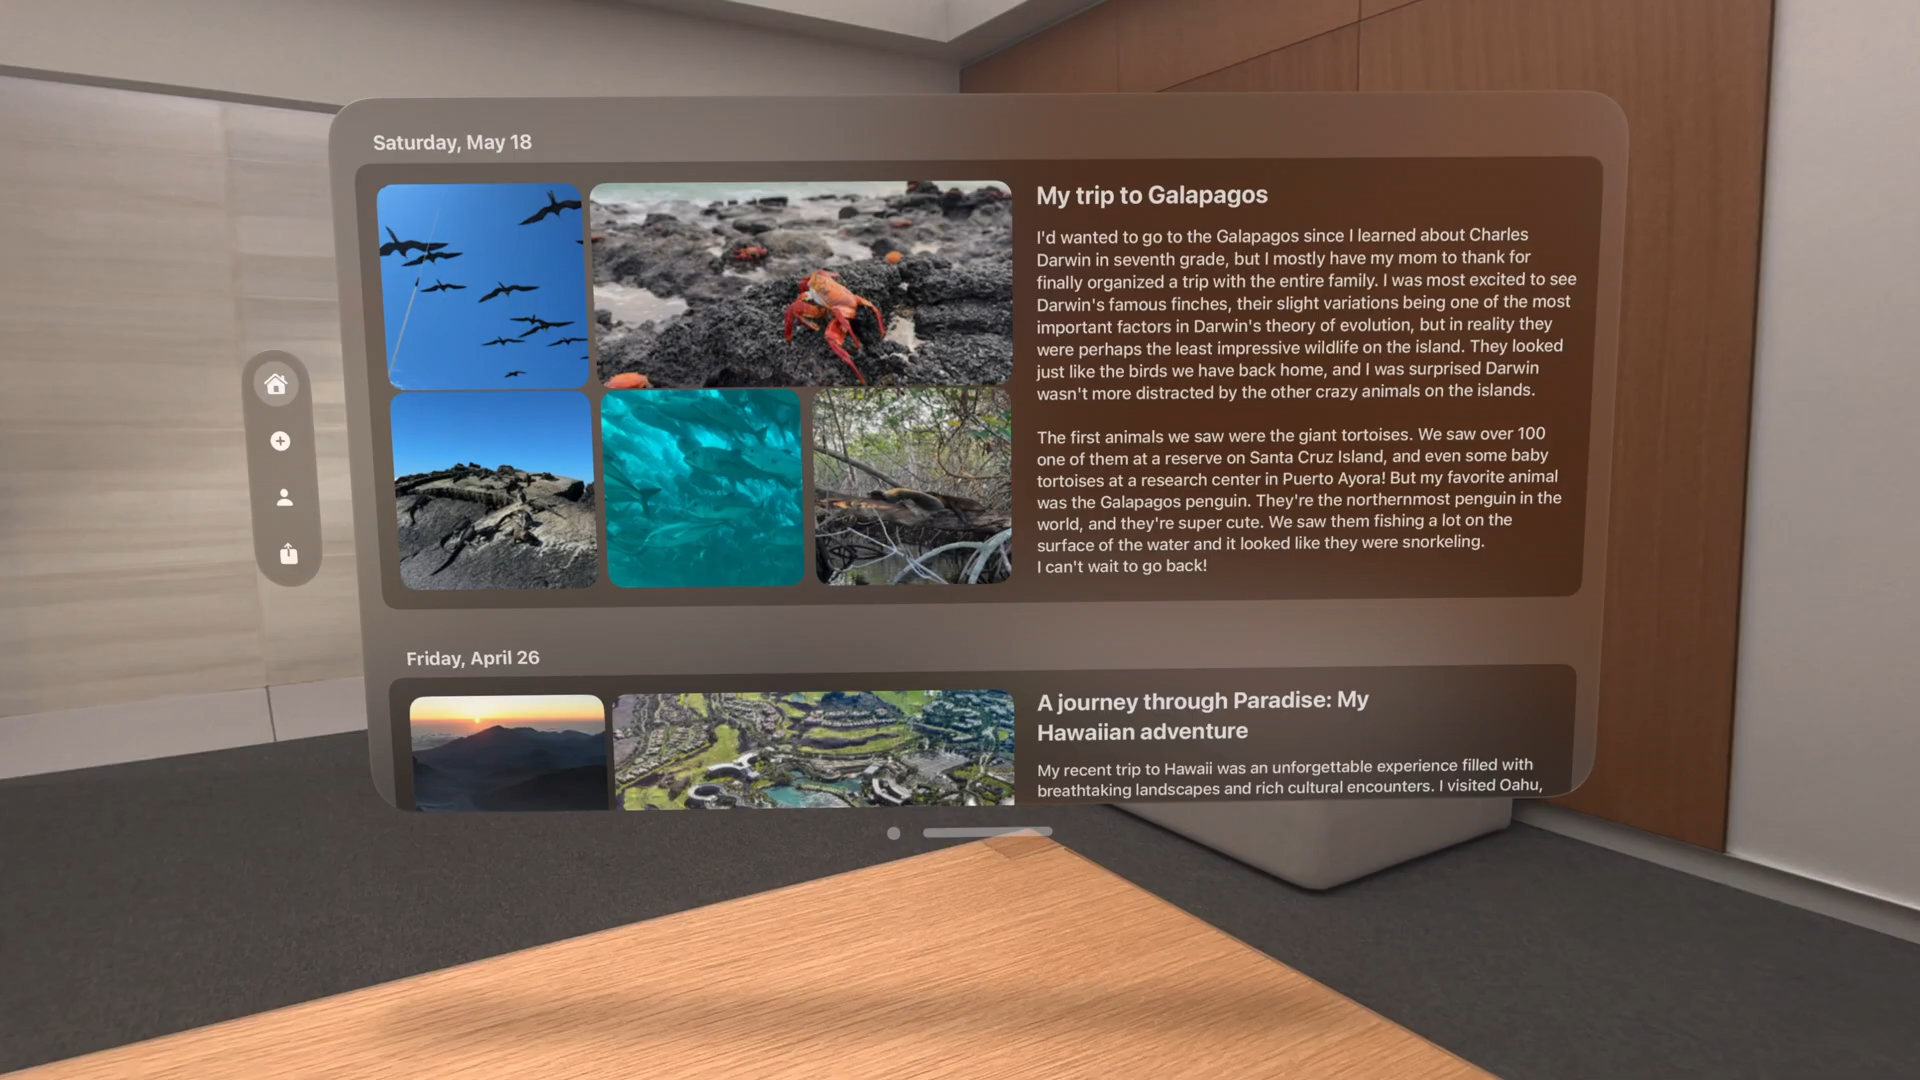 Saturday, May 18
My trip to Galapagos
I'd wanted to go to the Galapagos since I learned about Charles
Darwin in seventh grade, but I mostly have my mom to thank for
finally organized a trip with the entire family. I was most excited to see
Darwin's famous finches, their slight variations being one of the most
important factors in Darwin's theory of evolution, but in reality they
were perhaps the least impressive wildlife on the island. They looked
just like the birds we have back home, and I was surprised Darwin
wasn't more distracted by the other crazy animals on the islands.
The first animals we saw were the giant tortoises. We saw over 100
one of them at a reserve on Santa Cruz Island, and even some baby
tortoises at a research center in Puerto Ayora! But my favorite animal
was the Galapagos penguin. They're the northernmost penguin in the
world, and they're super cute. We saw them fishing a lot on the
surface of the water and it looked like they were snorkeling.
I can't wait to go back!
Friday, April 26
A journey through Paradise: My
Hawaiian adventure
My recent trip to Hawaii was an unforgettable experience filled with
breathtaking landscapes and rich cultural encounters. I visited Oahu,